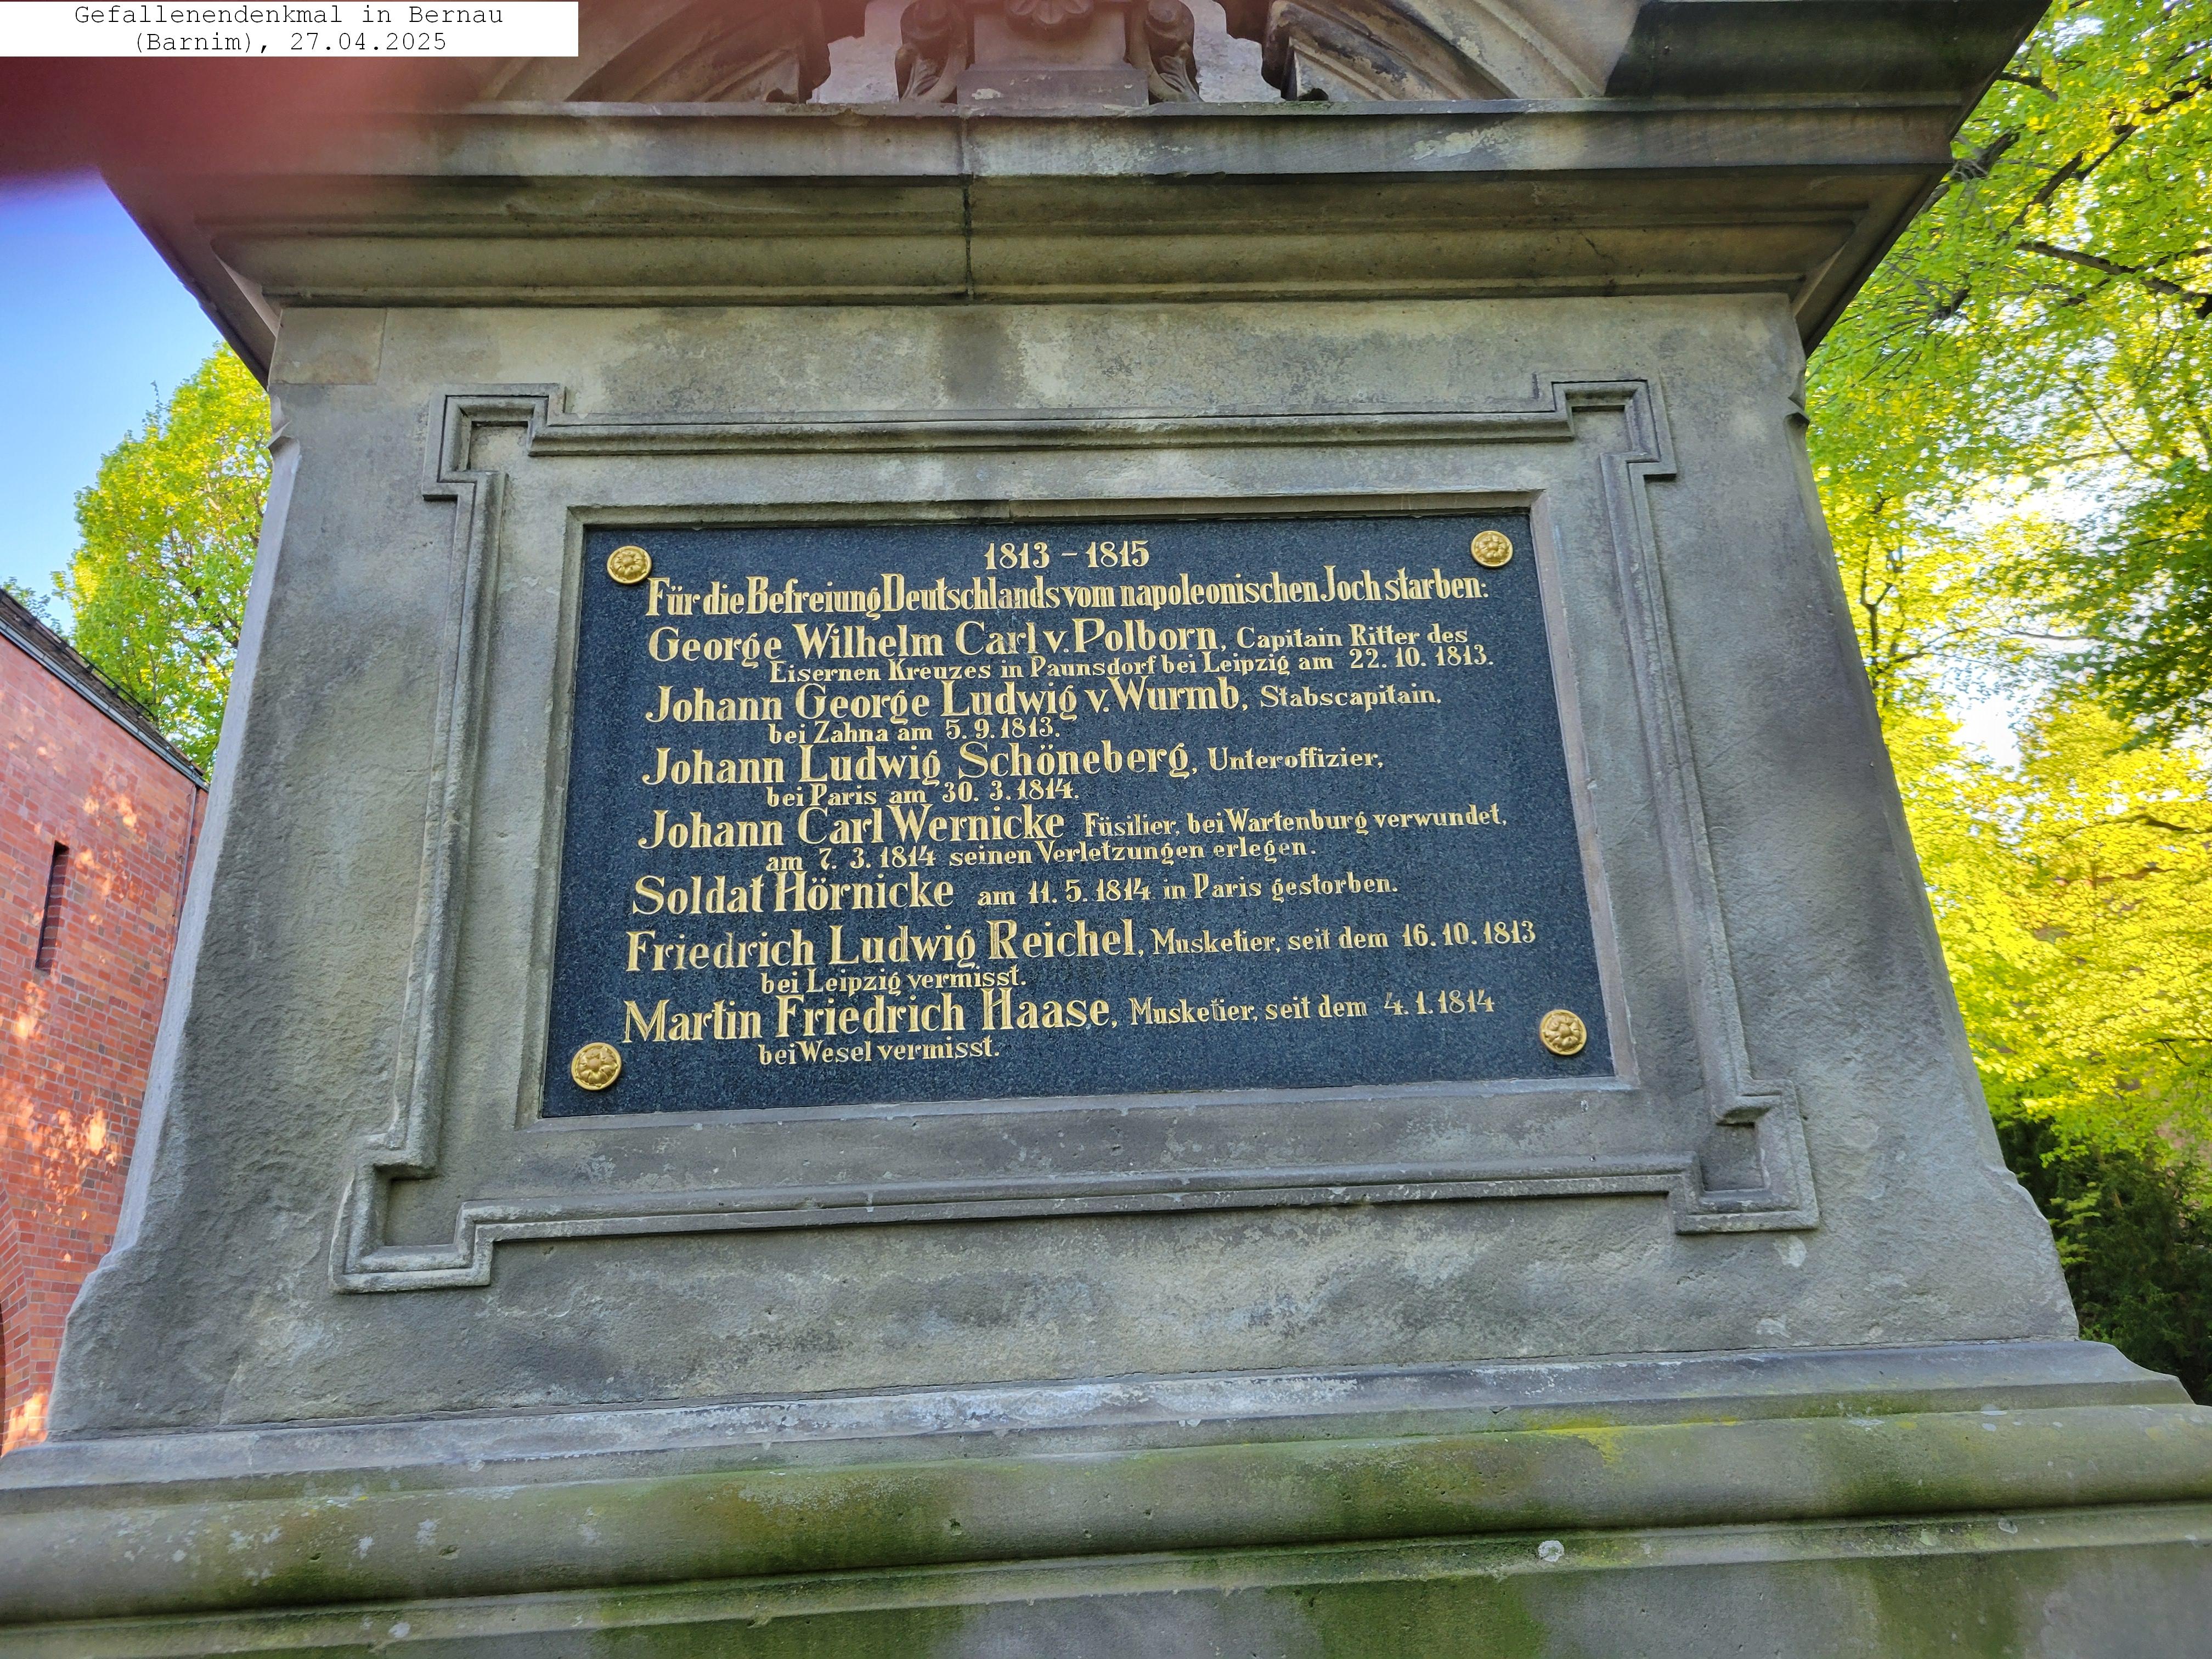 Gefallenendenkmal in Bernau
(Barnim), 27.04.2025
1813 - 1815
Für die Befreiung Deutschlands vom napoleonischen Joch starben:
George Wilhelm Carl v. Polborn, Capitain Ritter des
Eisernen Kreuzes in Paunsdorf bei Leipzig am 22. 10. 1813.
Johann George Ludwig v. Wurmb, Stabscapitain,
bei Zahna am 5. 9. 1813.
Johann Ludwig Schöneberg, Unteroffizier,
bei Paris am 30. 3. 1814.
Johann Carl Wernicke Füsilier, bei Wartenburg verwundet,
am 7. 3. 1814 seinen Verletzungen erlegen.
Soldat Hörnicke am 11. 5. 1814 in Paris gestorben.
Friedrich Ludwig Reichel, Musketier, seit dem 16. 10. 1813
bei Leipzig vermisst.
Martin Friedrich Haase, Musketier, seit dem 4. 1. 1814
bei Wesel vermisst.